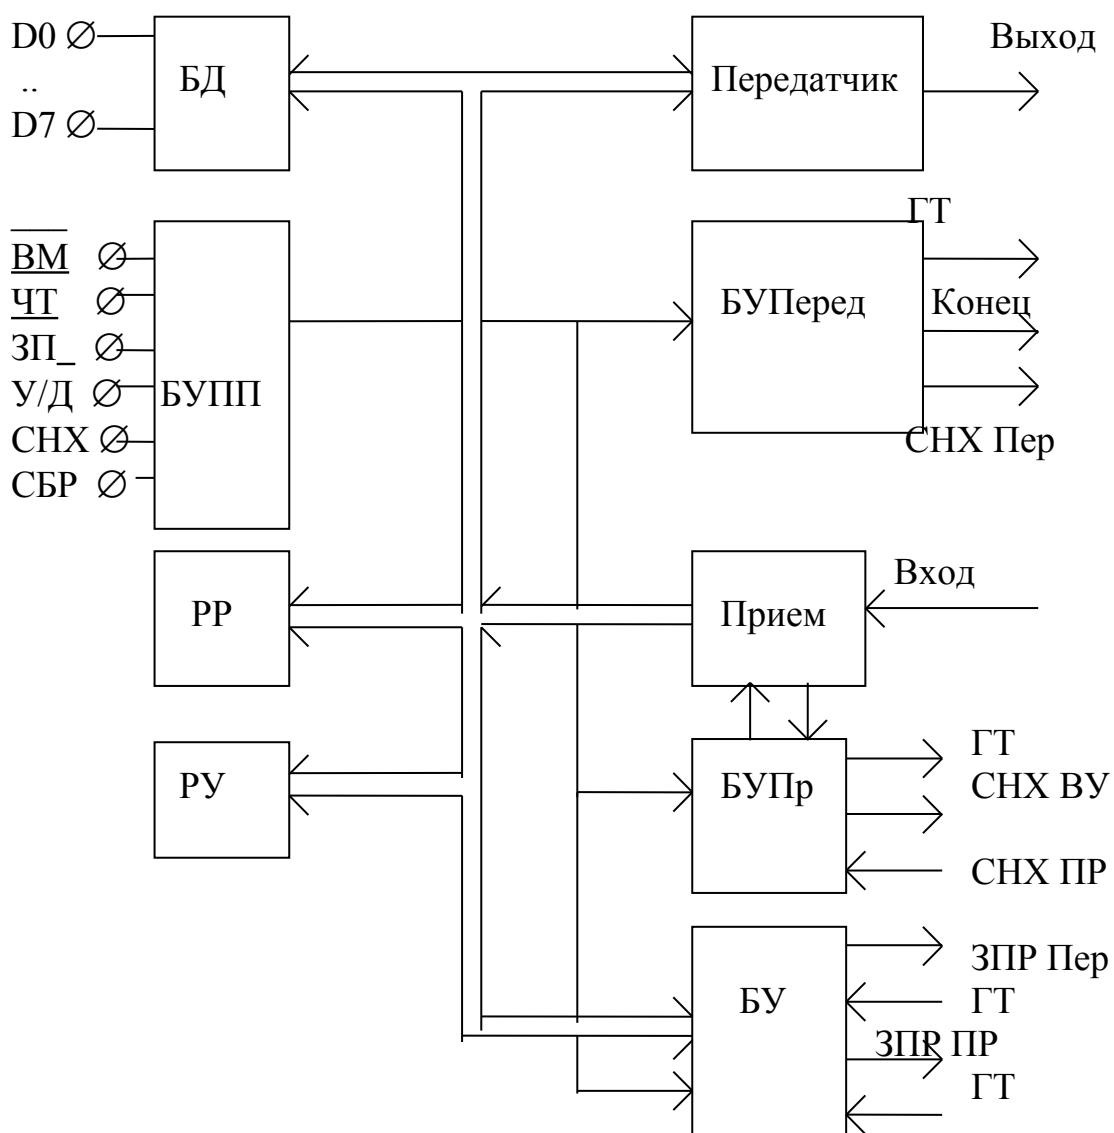 D0
Выход
БД
Передатчик
..
D7
ГТ
ВМ
ЧТ
БУПеред
Конец
ЗП_
У/Д
БУПП
СНХ
СНХ Пер
СБР
Вход
РР
Прием
ГТ
РУ
БУПр
СНХ ВУ
СНХ ПР
ЗПР Пер
БУ
ГТ
ЗПР ПР
ГТ